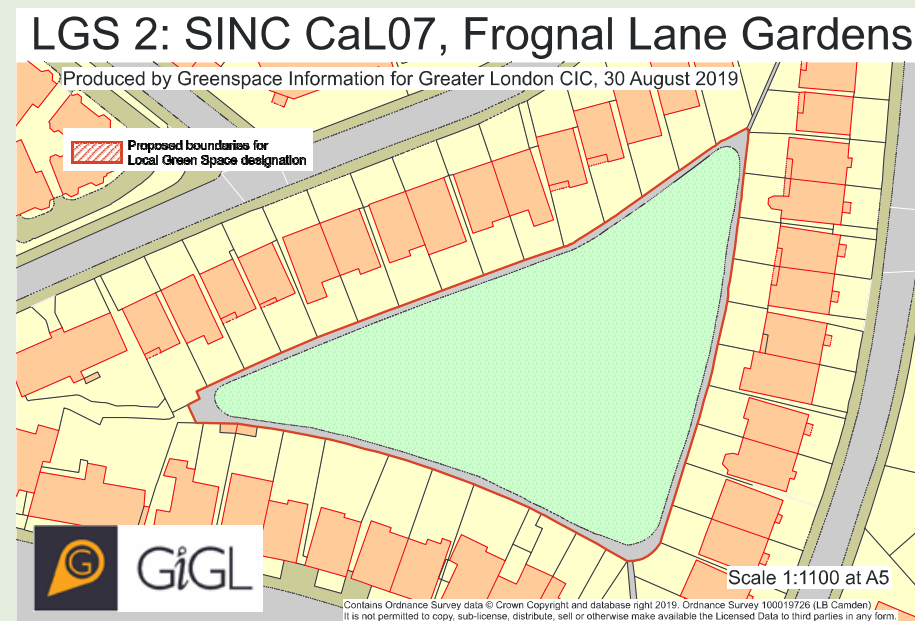 LGS 2: SINC CaL07, Frognal Lane Gardens
Produced by Greenspace Information for Greater London CIC, 30 August 2019
Proposed boundaries for
Local Green Space designation
G
GiGL
Scale 1:1100 at A5
Contains Ordnance Survey data © Crown Copyright and database right 2019. Ordnance Survey 100019726 (LB Camden)
It is not permitted to copy, sub-license, distribute, sell or otherwise make available the Licensed Data to third parties in any form.